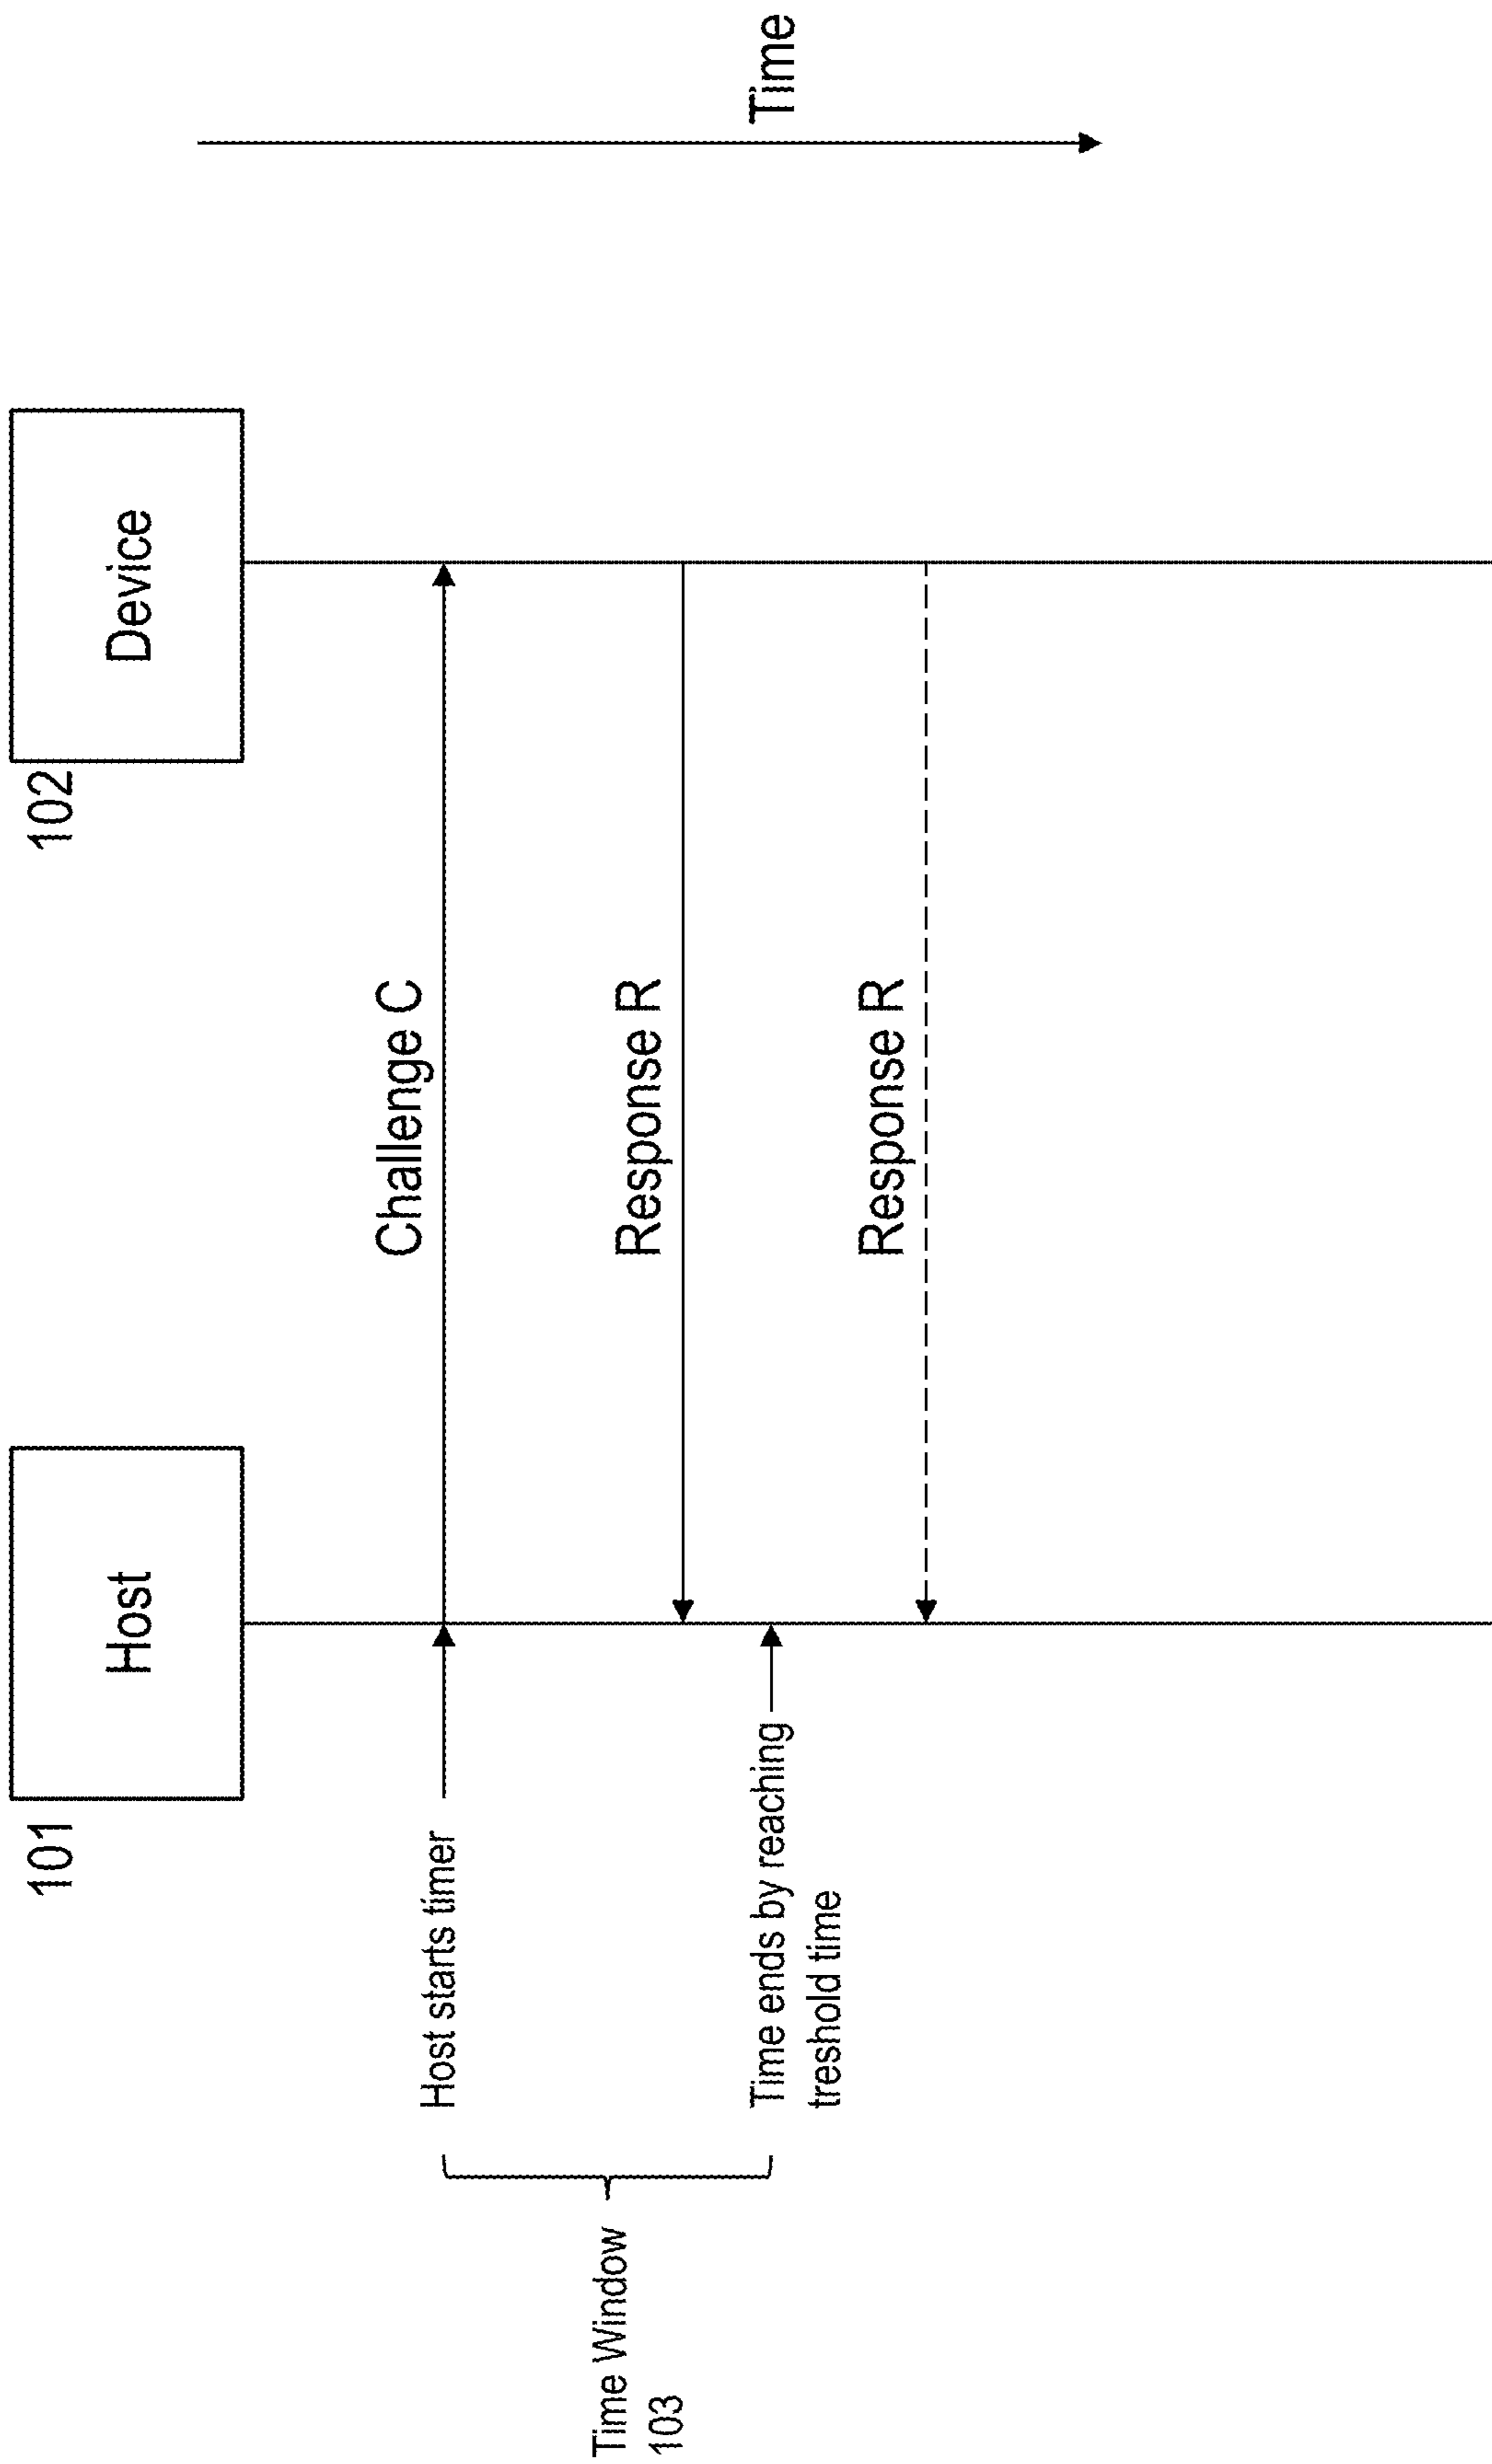 101
Host
102
Device
Time
Host starts timer
Challenge C
Time Window
103
Response R
Time ends by reaching
treshold time
Response R